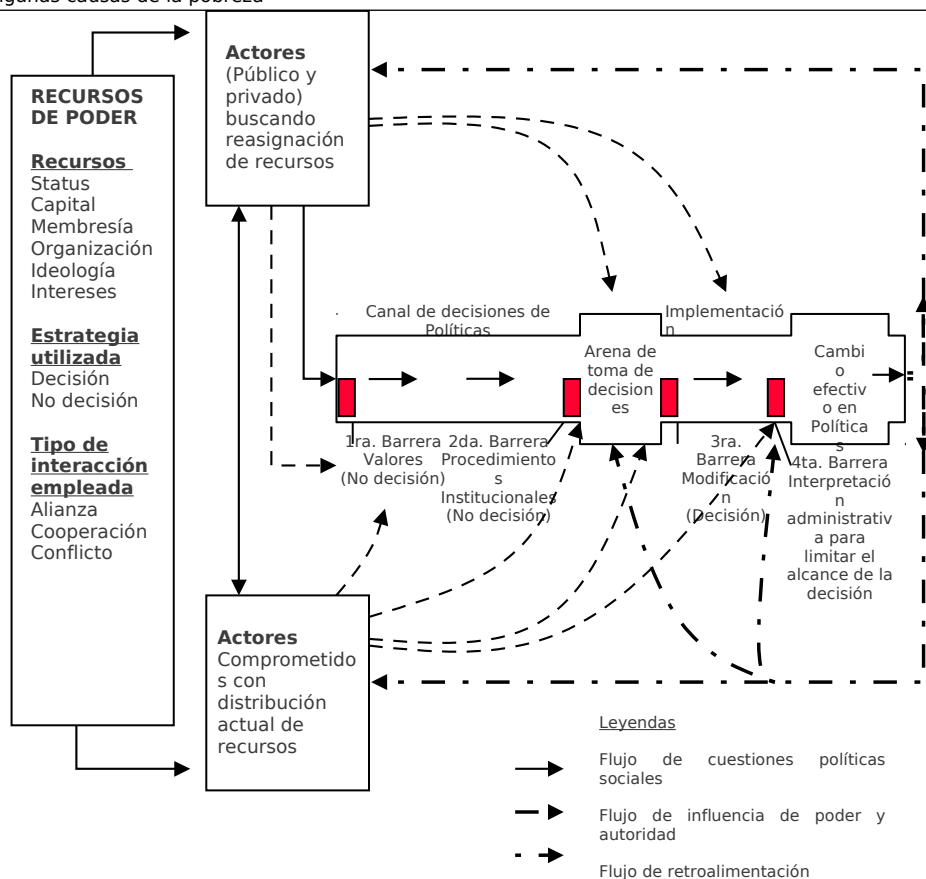 algunas causas de la pobreza
RECURSOS
DE PODER
Recursos
Status
Capital
Membresía
Organización
Ideología
Intereses
Estrategia
utilizada
Decisión
No decisión
Tipo de
interacción
empleada
Alianza
Cooperación
Conflicto
Actores
(Público y
privado)
buscando
reasignación
de recursos
Canal de decisiones de
Políticas
Arena de
toma de
decision
es
Implementació
n
Cambi
o
efectiv
o en
Política
s
1ra. Barrera
Valores
(No decisión)
2da. Barrera
Procedimiento
s
Institucionales
(No decisión)
3ra.
Barrera
Modificació
n
(Decisión)
4ta. Barrera
Interpretació
n
administrativ
a para
limitar el
alcance de la
decisión
Actores
Comprometido
s con
distribución
actual de
recursos
Leyendas
Flujo de cuestiones políticas
sociales
Flujo de influencia de poder y
autoridad
Flujo de retroalimentación